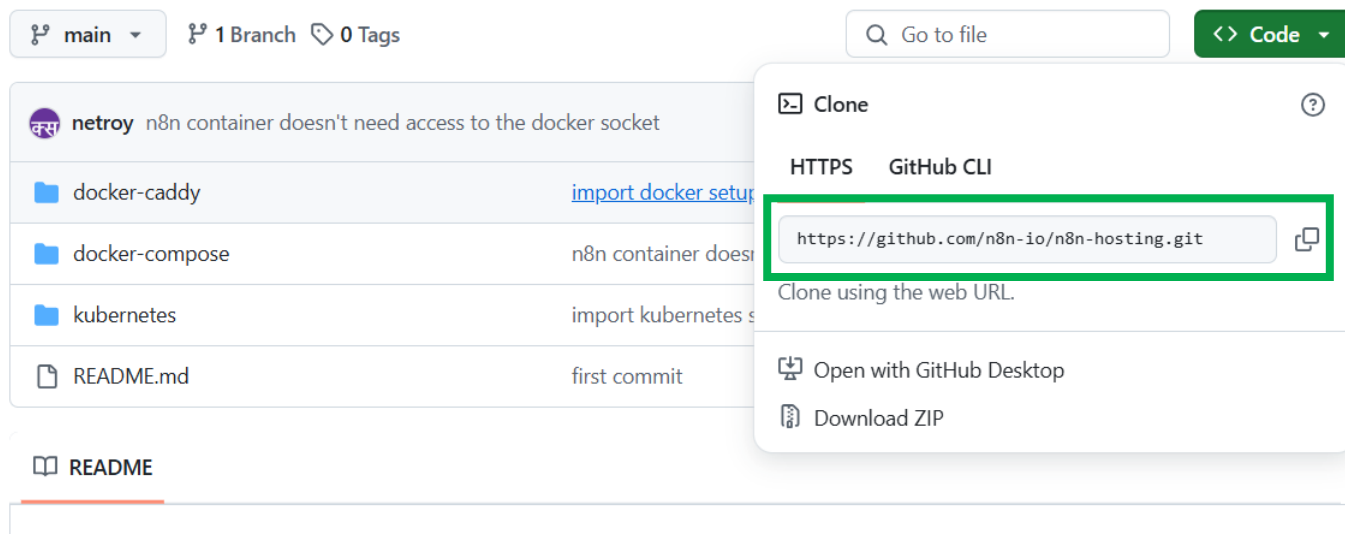 main
1 Branch
0 Tags
Go to file
Code
netroy n8n container doesn't need access to the docker socket
docker-caddy
import docker setup
docker-compose
n8n container does
kubernetes
import kubernetes
README.md
first commit
README
Clone
HTTPS GitHub CLI
https://github.com/n8n-io/n8n-hosting.git
Clone using the web URL.
Open with GitHub Desktop
Download ZIP